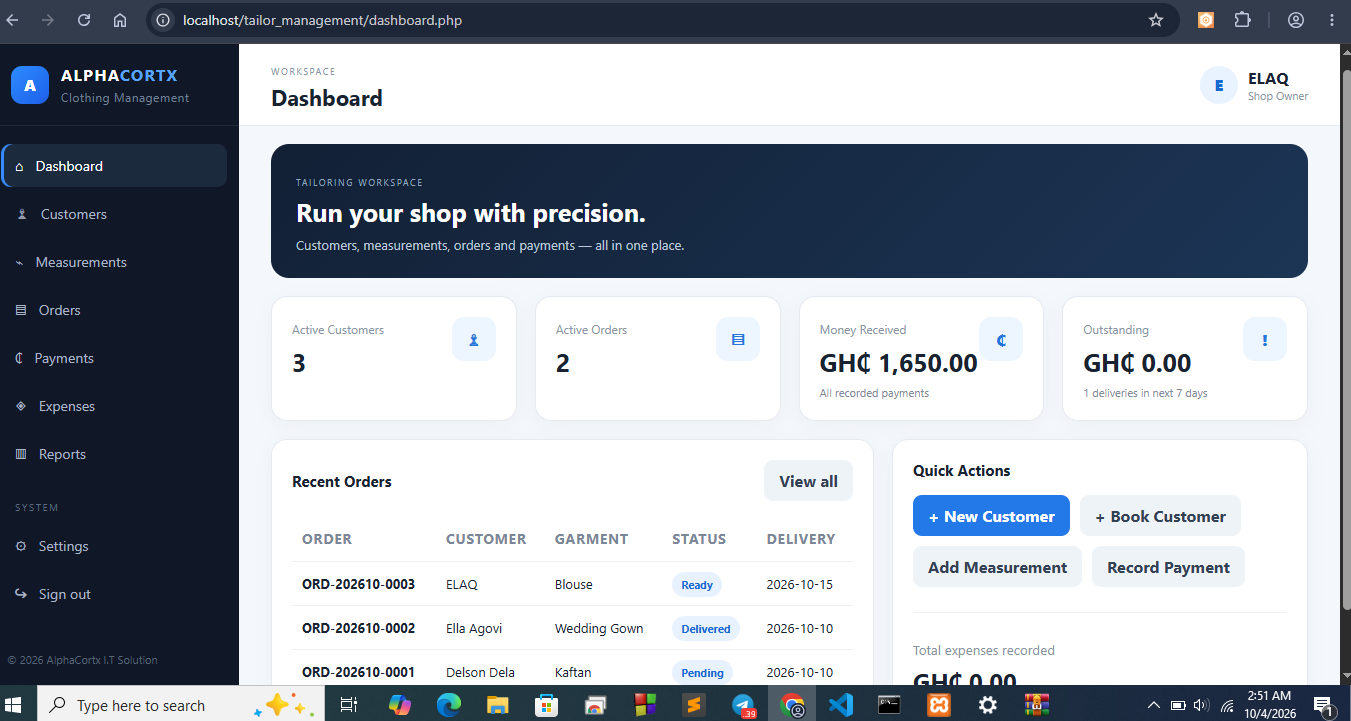 localhost/tailor_management/dashboard.php
A
ALPHACORTX
Clothing Management
Dashboard
Customers
Measurements
Orders
₵ Payments
Expenses
Reports
SYSTEM
Settings
Sign out
© 2026 AlphaCortx I.T Solution
WORKSPACE
Dashboard
E
ELAQ
Shop Owner
TAILORING WORKSPACE
Run your shop with precision.
Customers, measurements, orders and payments — all in one place.
Active Customers
3
Active Orders
2
Money Received
₵
GH₵ 1,650.00
All recorded payments
Outstanding
!
GH₵ 0.00
1 deliveries in next 7 days
Recent Orders
View all
ORDER CUSTOMER GARMENT STATUS DELIVERY
ORD-202610-0003 ELAQ Blouse Ready 2026-10-15
ORD-202610-0002 Ella Agovi Wedding Gown Delivered 2026-10-10
ORD-202610-0001 Delson Dela Kaftan Pending 2026-10-10
Quick Actions
+ New Customer
+ Book Customer
Add Measurement
Record Payment
Total expenses recorded
GH₵ 0.00
Type here to search
39
2:51 AM
10/4/2026
1